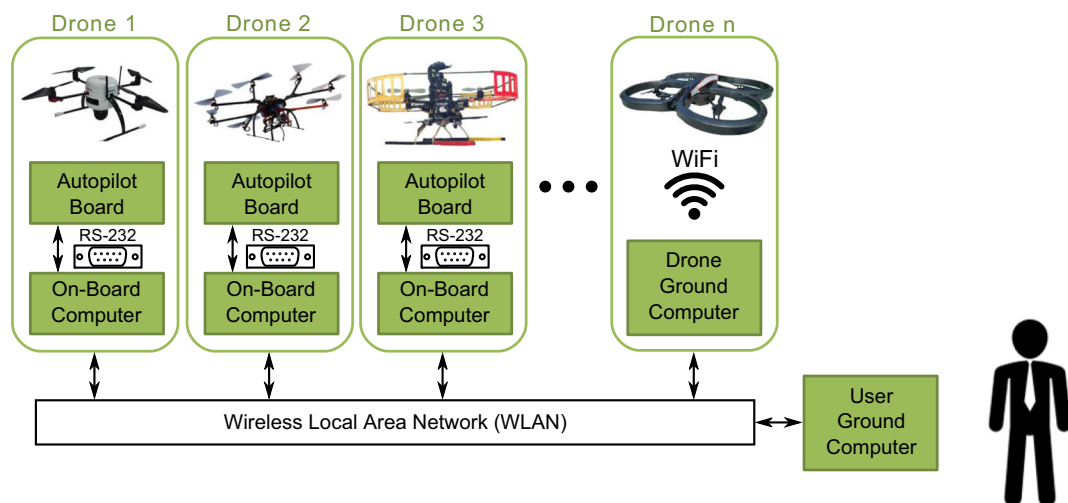 Drone 1
Drone 2
Drone 3
Drone n
WiFi
Autopilot
Board
Autopilot
Board
Autopilot
Board
RS-232
RS-232
RS-232
On-Board
Computer
On-Board
Computer
On-Board
Computer
Drone
Ground
Computer
Wireless Local Area Network (WLAN)
User
Ground
Computer